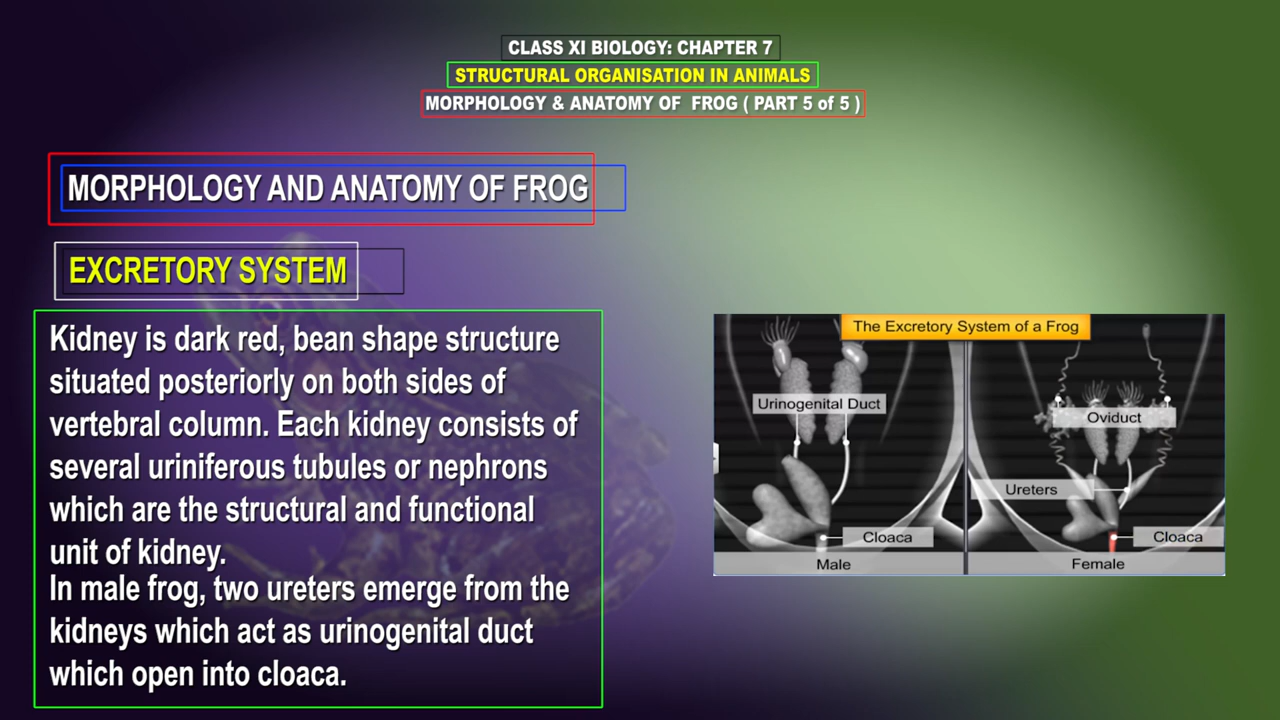 CLASS XI BIOLOGY: CHAPTER 7
STRUCTURAL ORGANISATION IN ANIMALS
MORPHOLOGY & ANATOMY OF FROG ( PART 5 of 5 )
MORPHOLOGY AND ANATOMY OF FROG
EXCRETORY SYSTEM
Kidney is dark red, bean shape structure
situated posteriorly on both sides of
vertebral column. Each kidney consists of
several uriniferous tubules or nephrons
which are the structural and functional
unit of kidney.
In male frog, two ureters emerge from the
kidneys which act as urinogenital duct
which open into cloaca.
The Excretory System of a Frog
Urinogenital Duct
Cloaca
Male
Oviduct
Ureters
Cloaca
Female